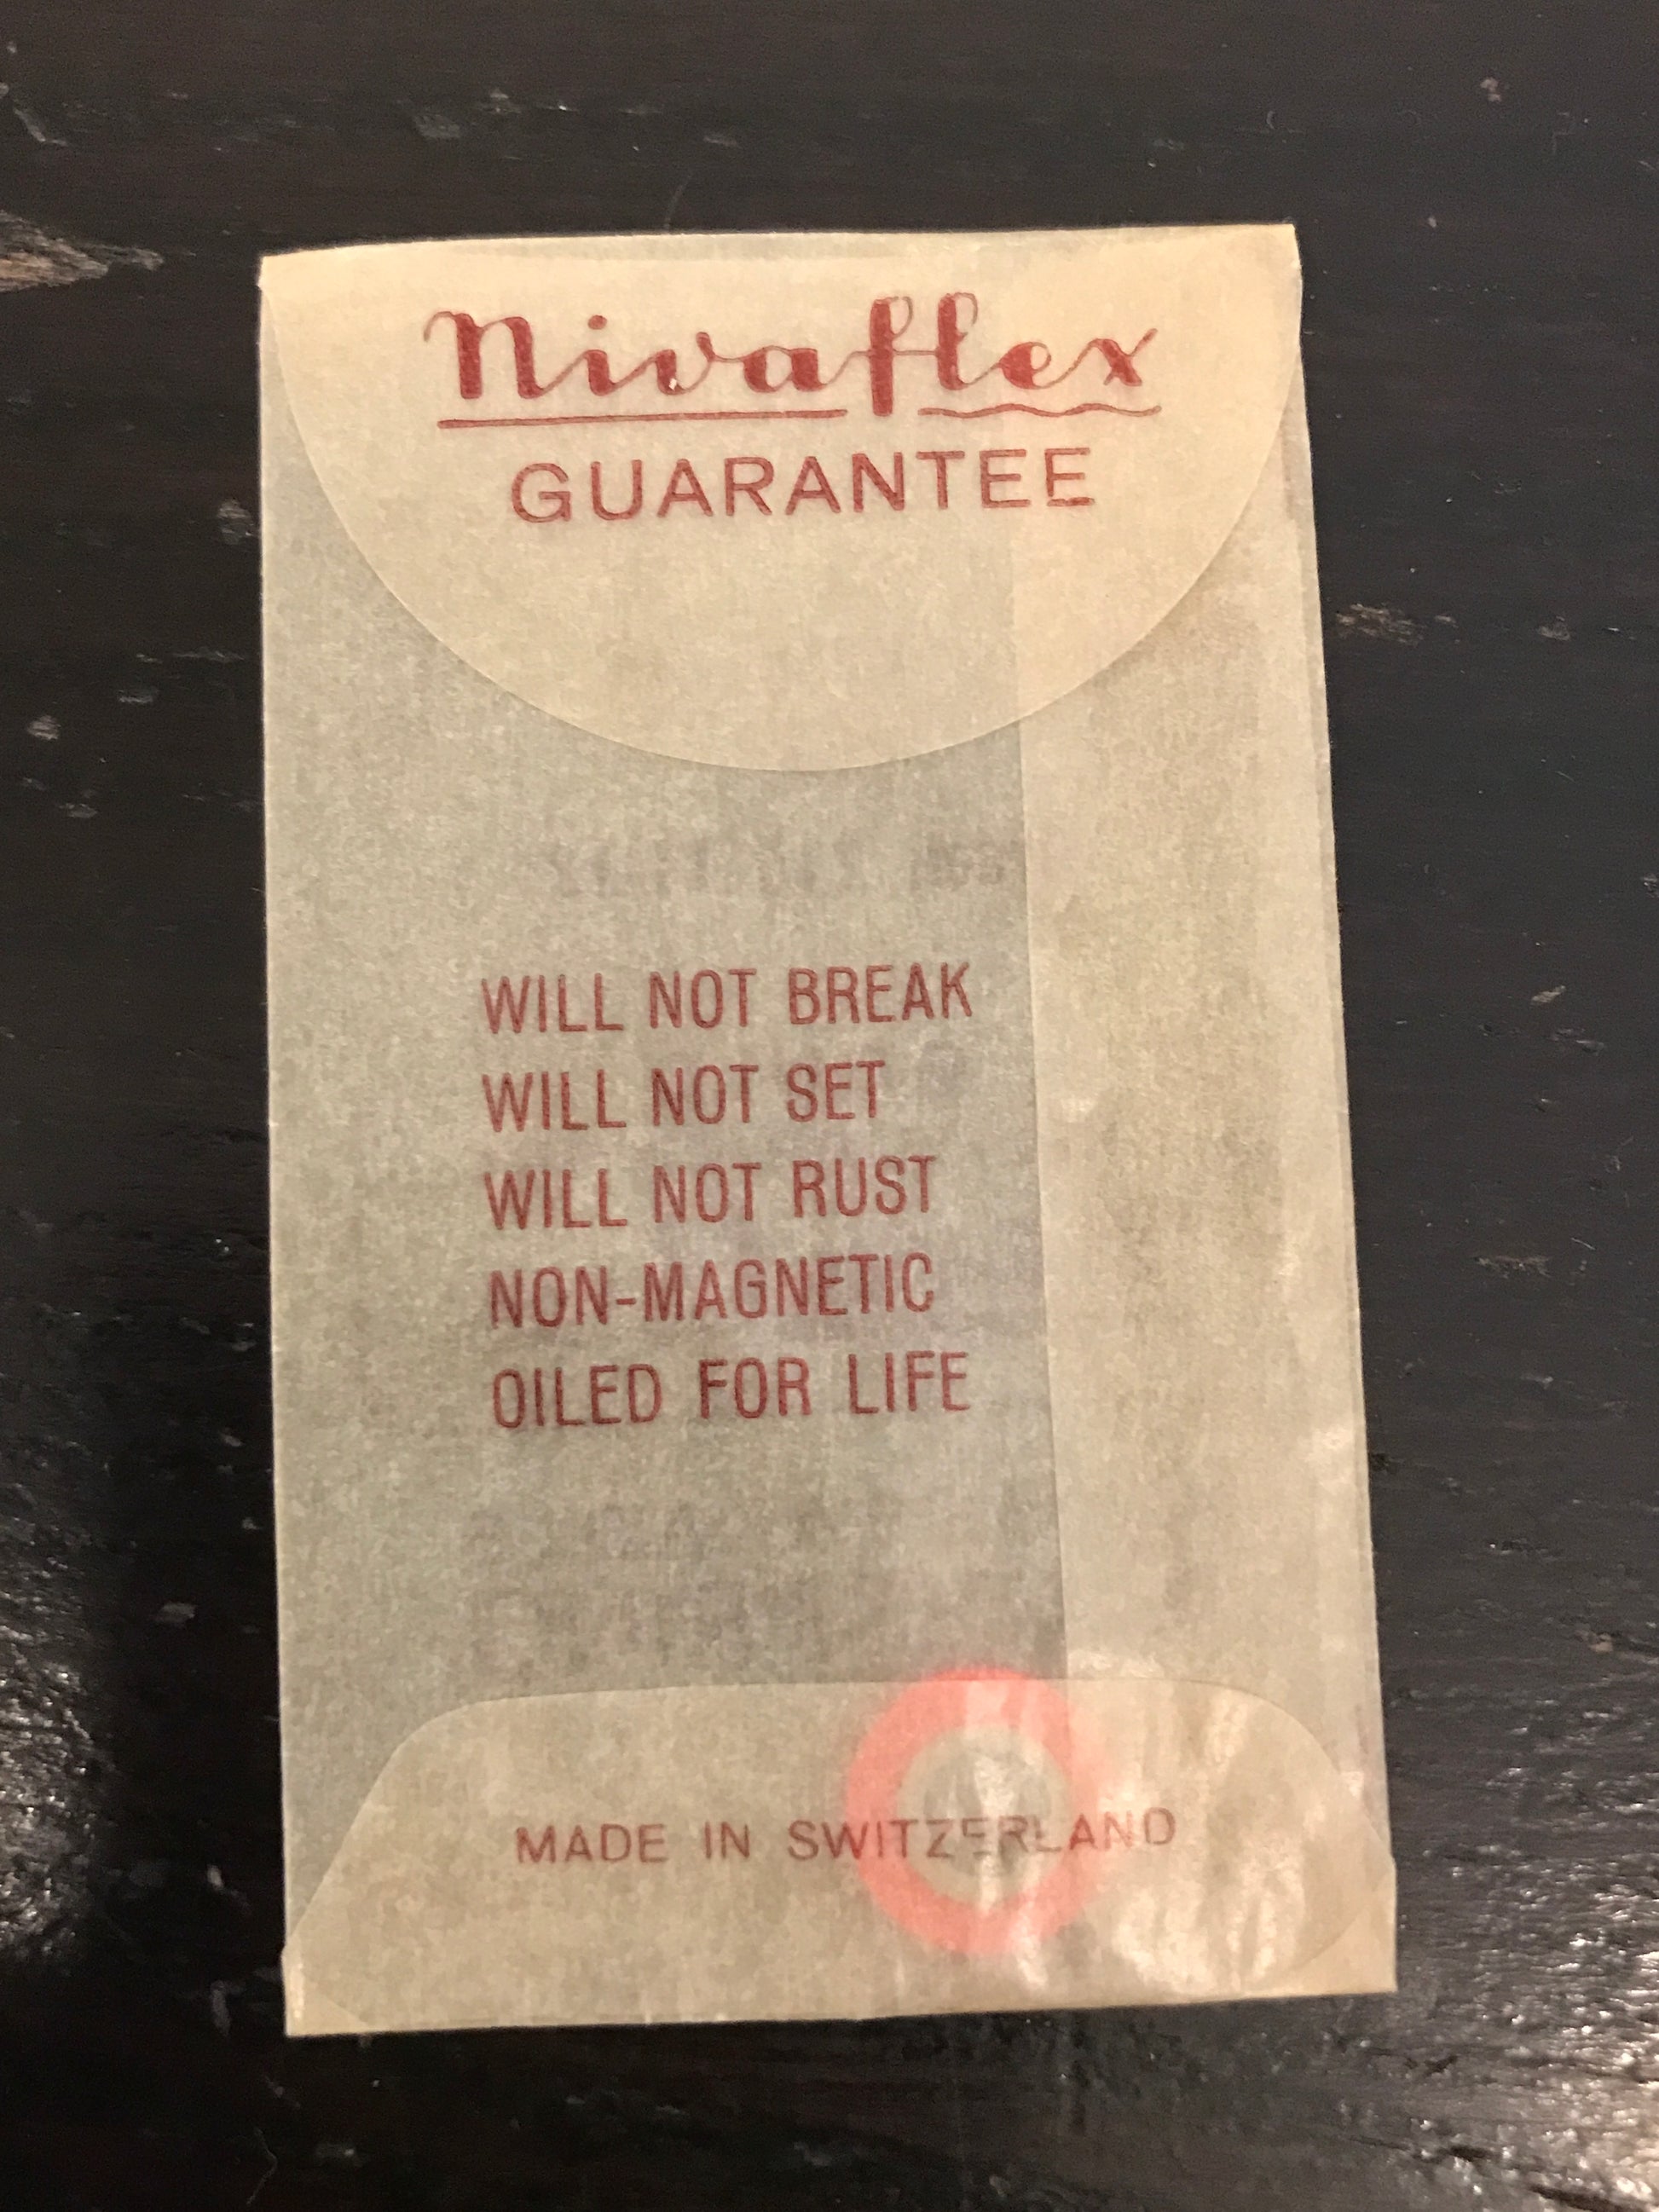 Nivaflex
GUARANTEE
WILL NOT BREAK
WILL NOT SET
WILL NOT RUST
NON-MAGNETIC
OILED FOR LIFE
MADE IN SWITZERLAND